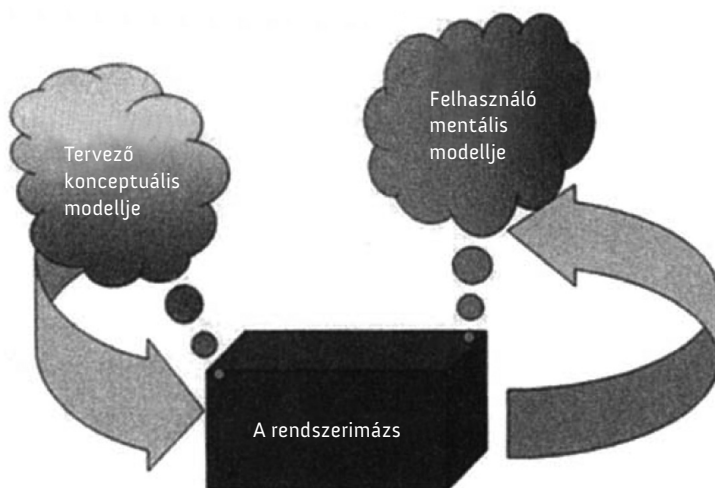 Tervező
konceptuális
modellje
Felhasználó
mentális
modellje
A rendszerimázs